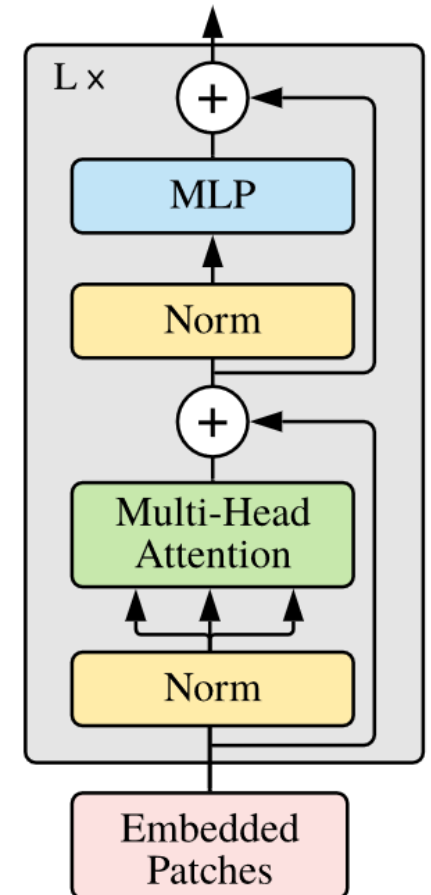 L ×
+
MLP
Norm
+
Multi-Head
Attention
Norm
Embedded
Patches